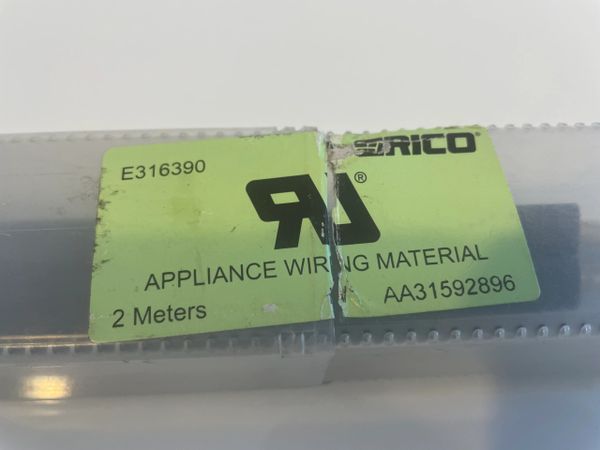 E316390
ERICO
®
APPLIANCE WIRING MATERIAL
2 Meters
AA31592896